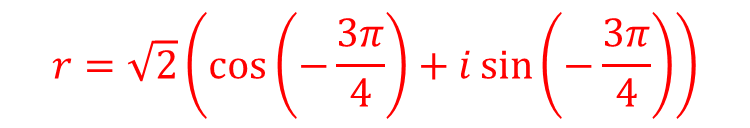 r = √2 (cos(−3π/4) + i sin(−3π/4))